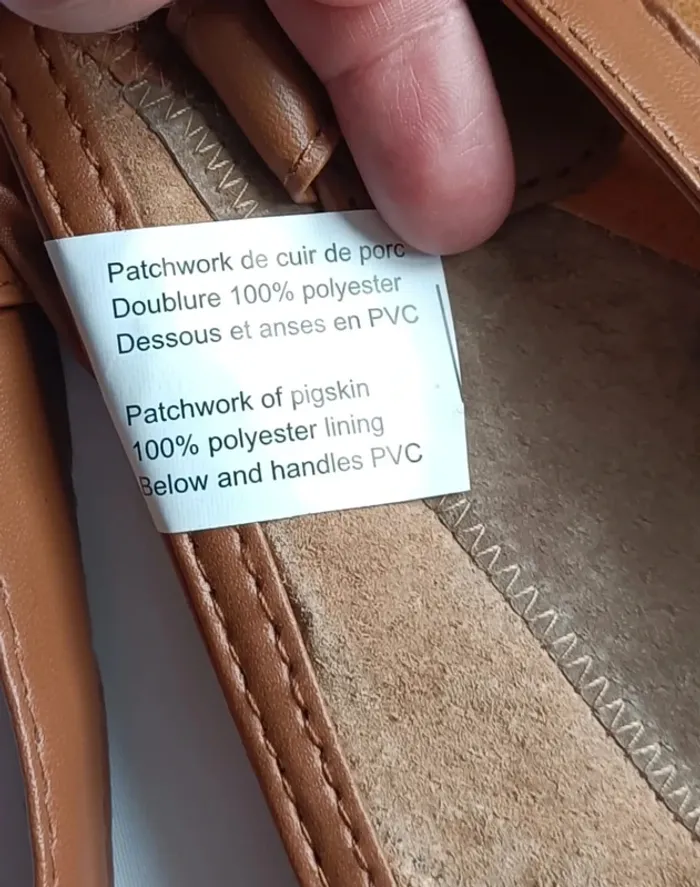 Patchwork de cuir de porc
Doublure 100% polyester
Dessous et anses en PVC
Patchwork of pigskin
100% polyester lining
Below and handles PVC